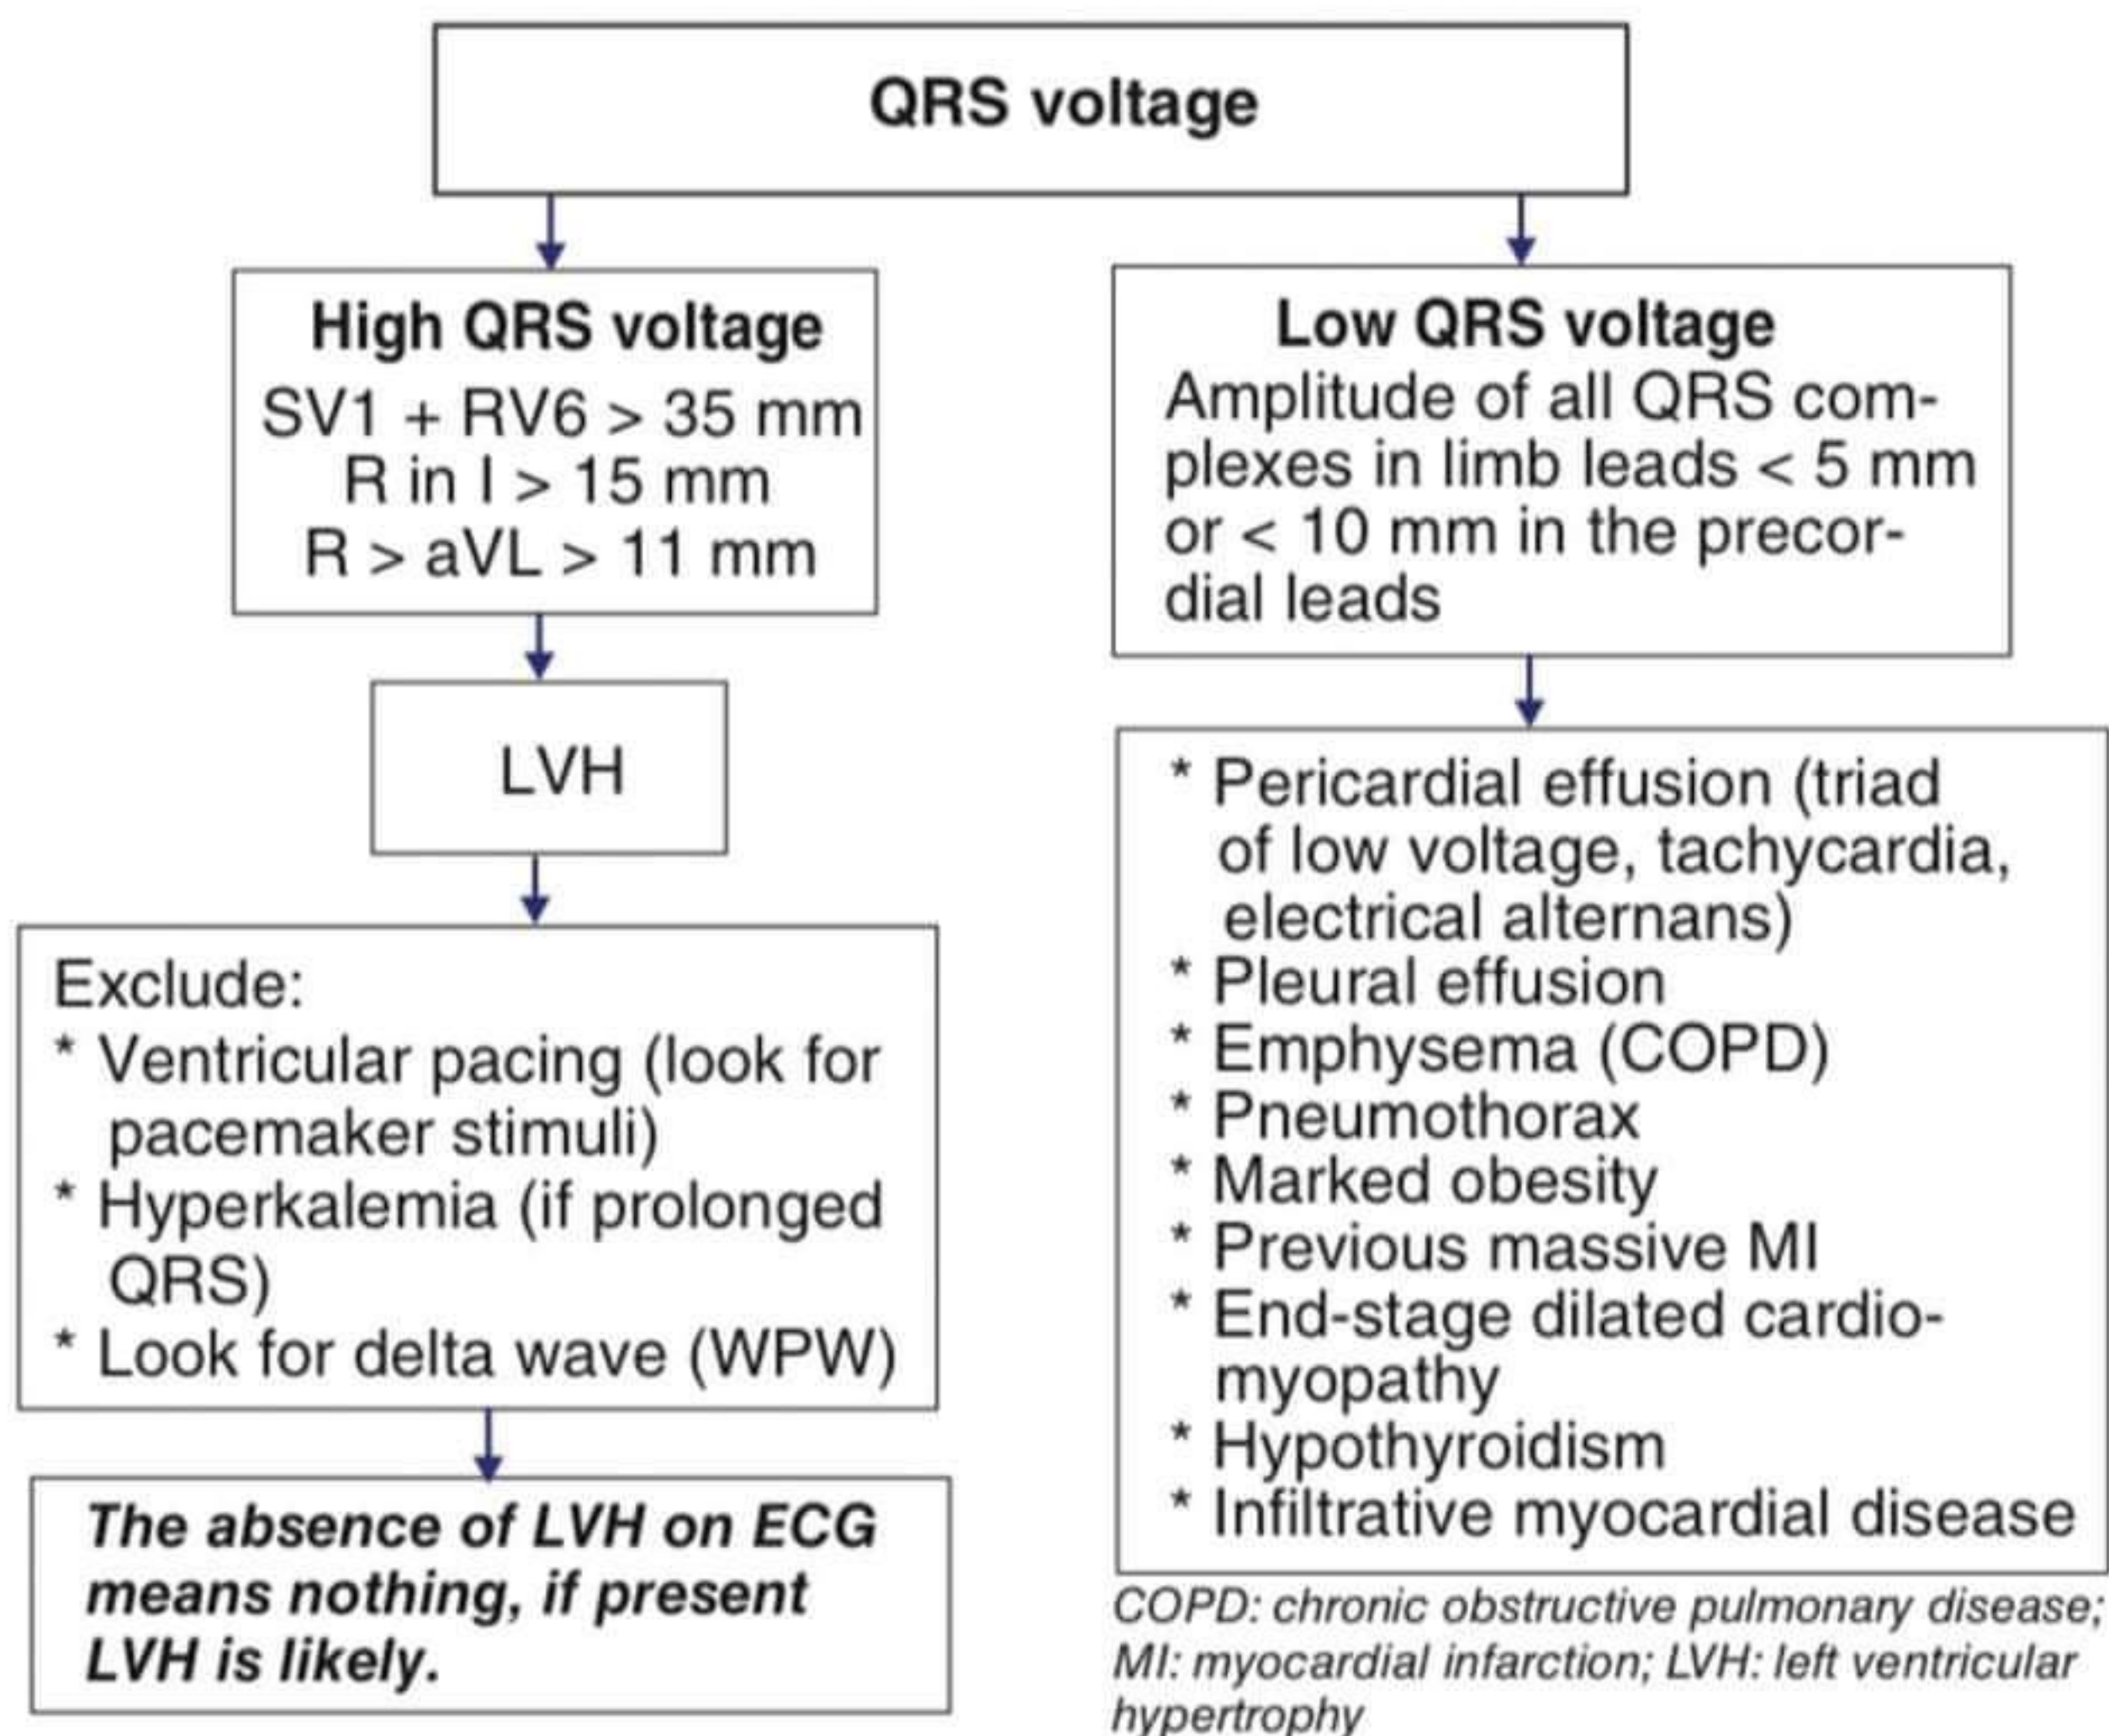 QRS voltage
High QRS voltage
SV1 + RV6 > 35 mm
R in I > 15 mm
R > aVL > 11 mm
LVH
Exclude:
* Ventricular pacing (look for
pacemaker stimuli)
* Hyperkalemia (if prolonged
QRS)
* Look for delta wave (WPW)
The absence of LVH on ECG
means nothing, if present
LVH is likely.
Low QRS voltage
Amplitude of all QRS com-
plexes in limb leads < 5 mm
or < 10 mm in the precor-
dial leads
* Pericardial effusion (triad
of low voltage, tachycardia,
electrical alternans)
* Pleural effusion
* Emphysema (COPD)
* Pneumothorax
* Marked obesity
* Previous massive MI
* End-stage dilated cardio-
myopathy
* Hypothyroidism
* Infiltrative myocardial disease
COPD: chronic obstructive pulmonary disease;
MI: myocardial infarction; LVH: left ventricular
hypertrophy